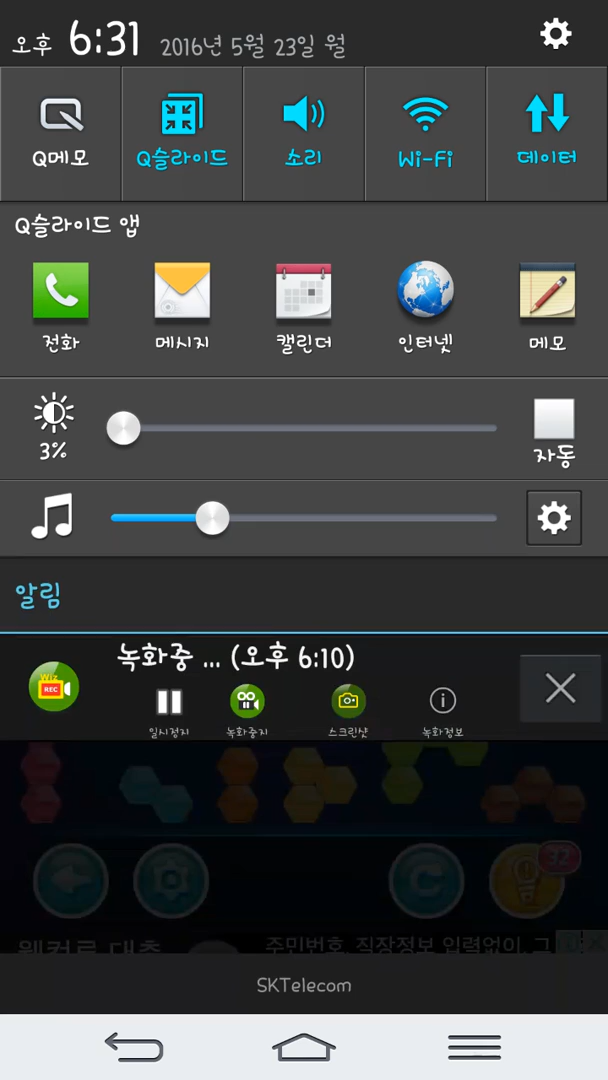 오후 6:31 2016년 5월 23일 월
Q메모 Q슬라이드 소리 Wi-Fi 데이터
Q슬라이드 앱
전화 메시지 캘린더 인터넷 메모
3% 자동
알림
녹화중 ... (오후 6:10)
Wiz REC
일시정지 녹화중지 스크린샷 녹화정보
32
주민번호, 직장정보 입력없이, 그
SKTelecom